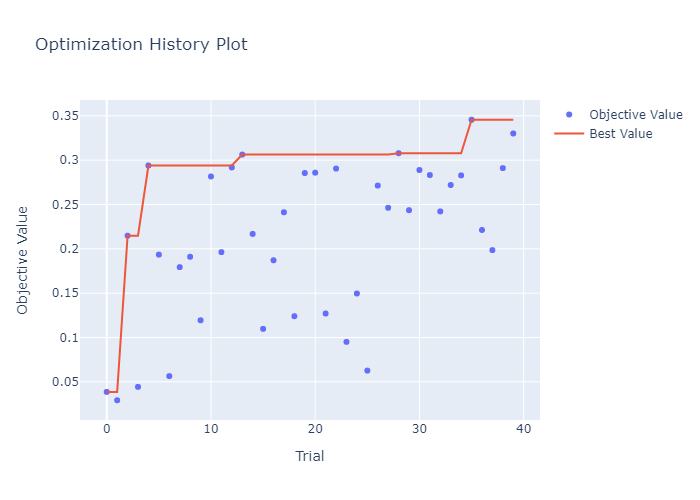 Optimization History Plot
Objective Value
Best Value
0.35
0.3
0.25
0.2
0.15
0.1
0.05
Objective Value
0 10 20 30 40
Trial